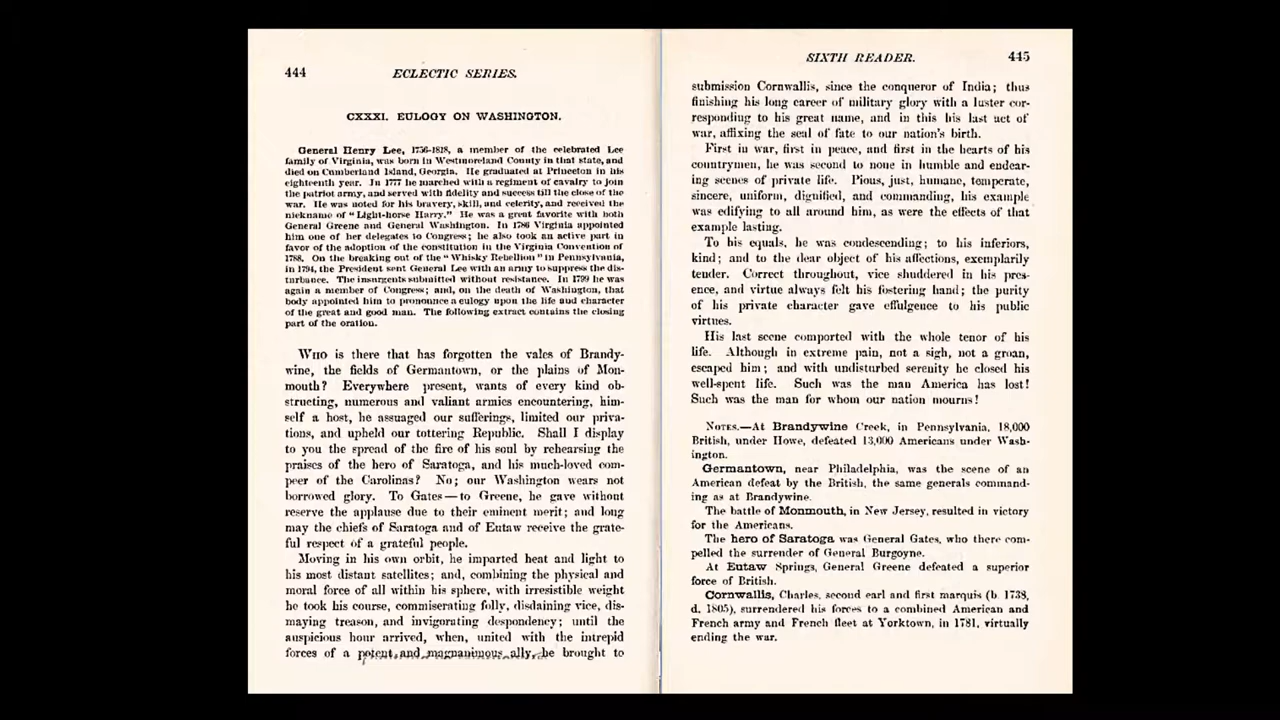 444 ECLECTIC SERIES.
CXXXI. EULOGY ON WASHINGTON.
General Henry Lee, 1756-1818, a member of the celebrated Lee
family of Virginia, was born in Westmoreland County in that state, and
died on Cumberland Island, Georgia. He graduated at Princeton in his
eighteenth year. In 1777 he marched with a regiment of cavalry to join
the patriot army, and served with fidelity and success till the close of the
war. He was noted for his bravery, skill, and celerity, and received the
nickname of "Light-horse Harry." He was a great favorite with both
General Greene and General Washington. In 1786 Virginia appointed
him one of her delegates to Congress; he also took an active part in
favor of the adoption of the constitution in the Virginia Convention of
1788. On the breaking out of the "Whisky Rebellion" in Pennsylvania,
in 1794, the President sent General Lee with an army to suppress the dis-
turbance. The insurgents submitted without resistance. In 1799 he was
again a member of Congress; and, on the death of Washington, that
body appointed him to pronounce a eulogy upon the life and character
of the great and good man. The following extract contains the closing
part of the oration.
WHO is there that has forgotten the vales of Brandy-
wine, the fields of Germantown, or the plains of Mon-
mouth? Everywhere present, wants of every kind ob-
structing, numerous and valiant armies encountering, him-
self a host, he assuaged our sufferings, limited our priva-
tions, and upheld our tottering Republic. Shall I display
to you the spread of the fire of his soul by rehearsing the
praises of the hero of Saratoga, and his much-loved com-
peer of the Carolinas? No; our Washington wears not
borrowed glory. To Gates—to Greene, he gave without
reserve the applause due to their eminent merit; and long
may the chiefs of Saratoga and of Eutaw receive the grate-
ful respect of a grateful people.
Moving in his own orbit, he imparted heat and light to
his most distant satellites; and, combining the physical and
moral force of all within his sphere, with irresistible weight
he took his course, commiserating folly, disdaining vice, dis-
maying treason, and invigorating despondency; until the
auspicious hour arrived, when, united with the intrepid
forces of a potent and magnanimous ally, he brought to
SIXTH READER. 445
submission Cornwallis, since the conqueror of India; thus
finishing his long career of military glory with a luster cor-
responding to his great name, and in this his last act of
war, affixing the seal of fate to our nation's birth.
First in war, first in peace, and first in the hearts of his
countrymen, he was second to none in humble and endear-
ing scenes of private life. Pious, just, humane, temperate,
sincere, uniform, dignified, and commanding, his example
was edifying to all around him, as were the effects of that
example lasting.
To his equals, he was condescending; to his inferiors,
kind; and to the dear object of his affections, exemplarily
tender. Correct throughout, vice shuddered in his pres-
ence, and virtue always felt his fostering hand; the purity
of his private character gave effulgence to his public
virtues.
His last scene comported with the whole tenor of his
life. Although in extreme pain, not a sigh, not a groan,
escaped him; and with undisturbed serenity he closed his
well-spent life. Such was the man America has lost!
Such was the man for whom our nation mourns!
NOTES.—At Brandywine Creek, in Pennsylvania, 18,000
British, under Howe, defeated 13,000 Americans under Wash-
ington.
Germantown, near Philadelphia, was the scene of an
American defeat by the British, the same generals command-
ing as at Brandywine.
The battle of Monmouth, in New Jersey, resulted in victory
for the Americans.
The hero of Saratoga was General Gates, who there com-
pelled the surrender of General Burgoyne.
At Eutaw Springs, General Greene defeated a superior
force of British.
Cornwallis, Charles, second earl and first marquis (b. 1738,
d. 1805), surrendered his forces to a combined American and
French army and French fleet at Yorktown, in 1781, virtually
ending the war.